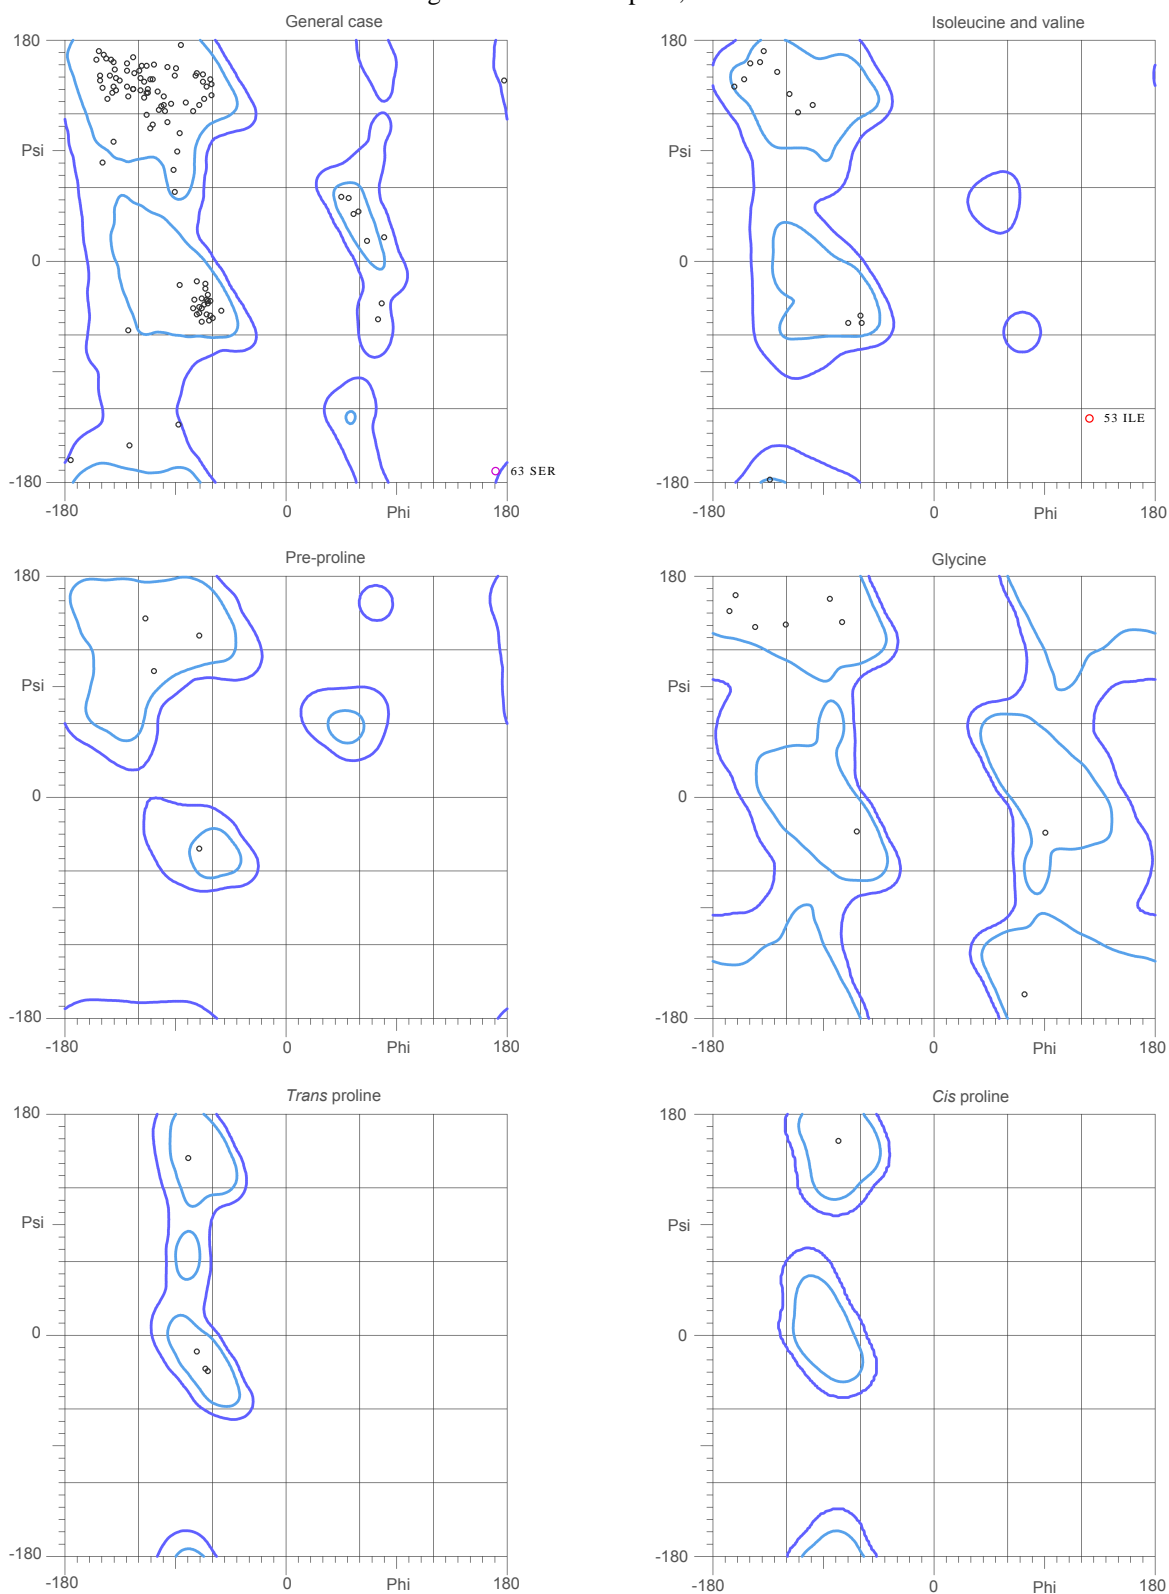 General case
Isoleucine and valine
180
180
Psi
Psi
0
0
53 ILE
63 SER
-180
-180
-180
0
Phi
180
-180
0
Phi
180
Pre-proline
Glycine
180
180
Psi
Psi
0
0
-180
-180
-180
0
Phi
180
-180
0
Phi
180
Trans proline
Cis proline
180
180
Psi
Psi
0
0
-180
-180
-180
0
Phi
180
-180
0
Phi
180